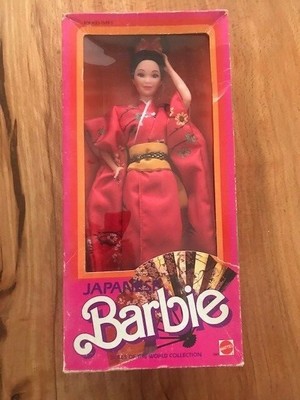 JAPANESE
Barbie
DOLLS OF THE WORLD COLLECTION
MATTEL